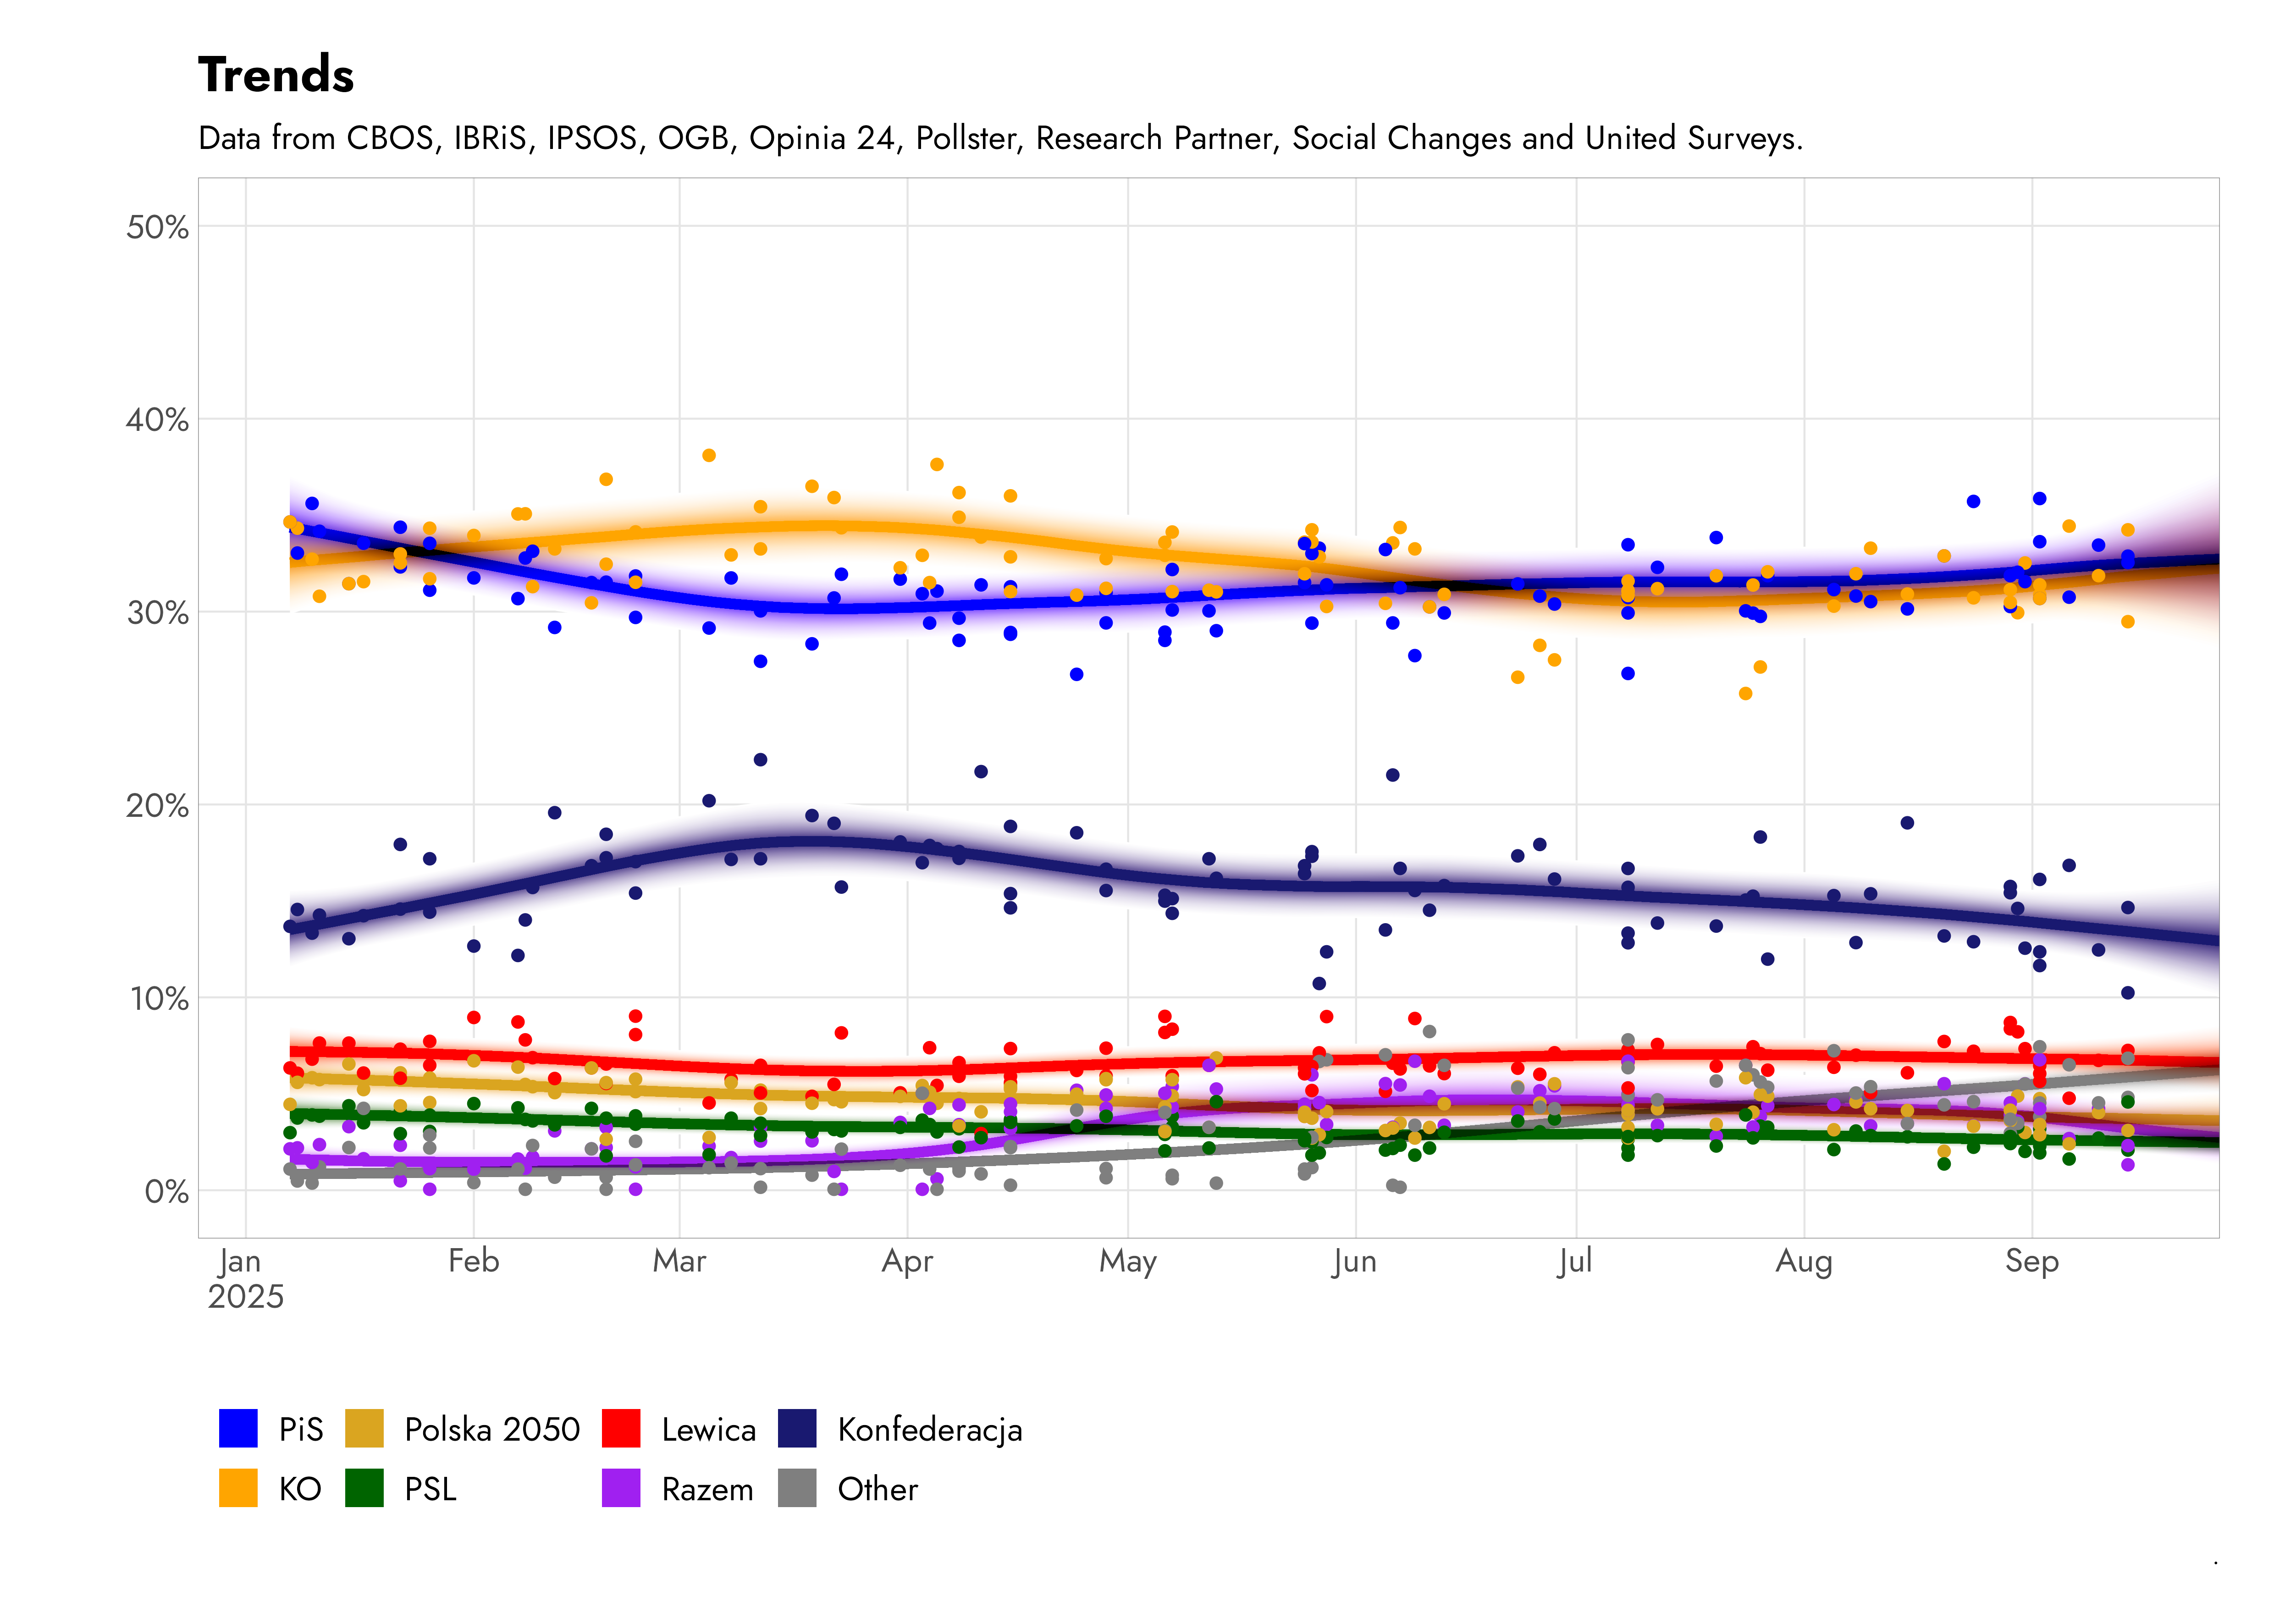 Trends
Data from CBOS, IBRiS, IPSOS, OGB, Opinia 24, Pollster, Research Partner, Social Changes and United Surveys.
50%
40%
30%
20%
10%
0%
Jan Feb Mar Apr May Jun Jul Aug Sep
2025
PiS Polska 2050 Lewica Konfederacja
KO PSL Razem Other
.